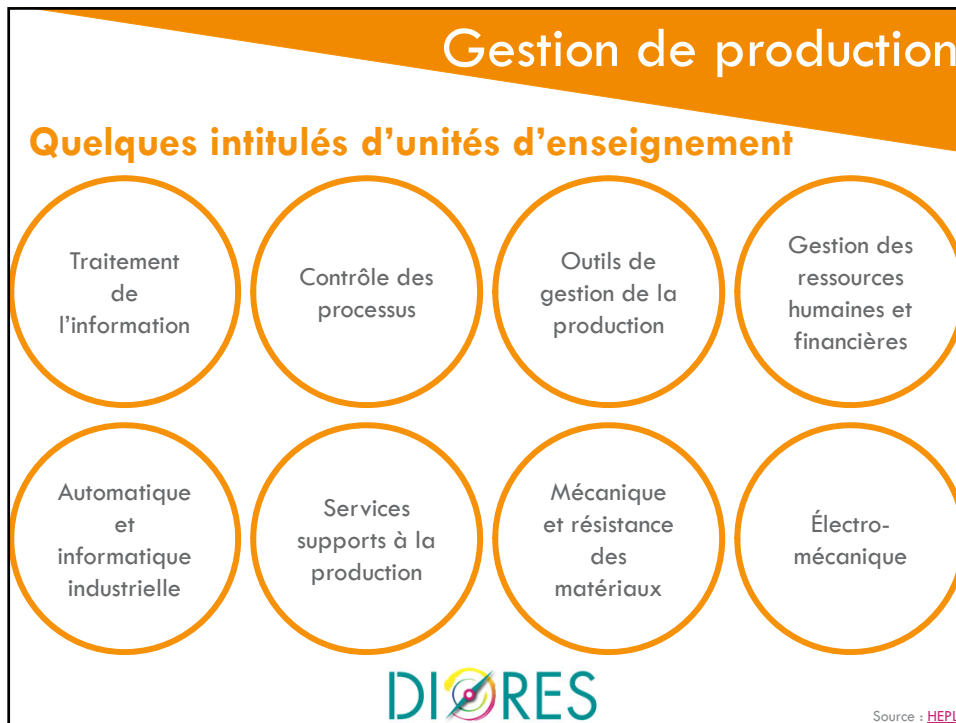 Gestion de production
Quelques intitulés d'unités d'enseignement
Traitement
de
l'information
Contrôle des
processus
Outils de
gestion de la
production
Gestion des
ressources
humaines et
financières
Automatique
et
informatique
industrielle
Services
supports à la
production
Mécanique
et résistance
des
matériaux
Électro-
mécanique
DIORES
Source : HEPL